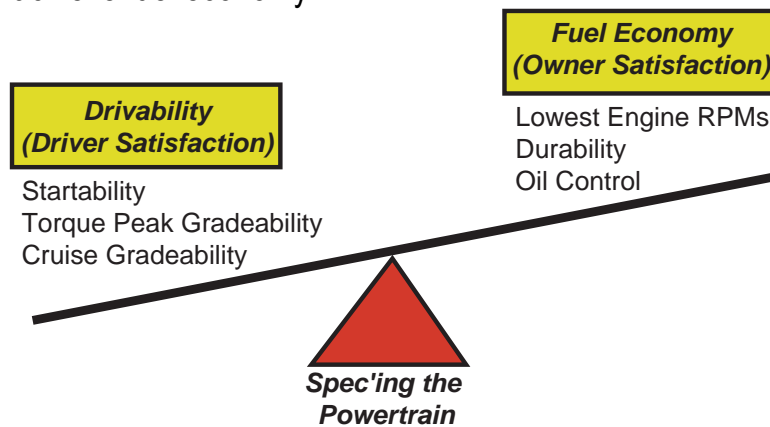 economy
Fuel Economy
(Owner Satisfaction)
Lowest Engine RPMs
Durability
Oil Control
Drivability
(Driver Satisfaction)
Startability
Torque Peak Gradeability
Cruise Gradeability
Spec'ing the
Powertrain